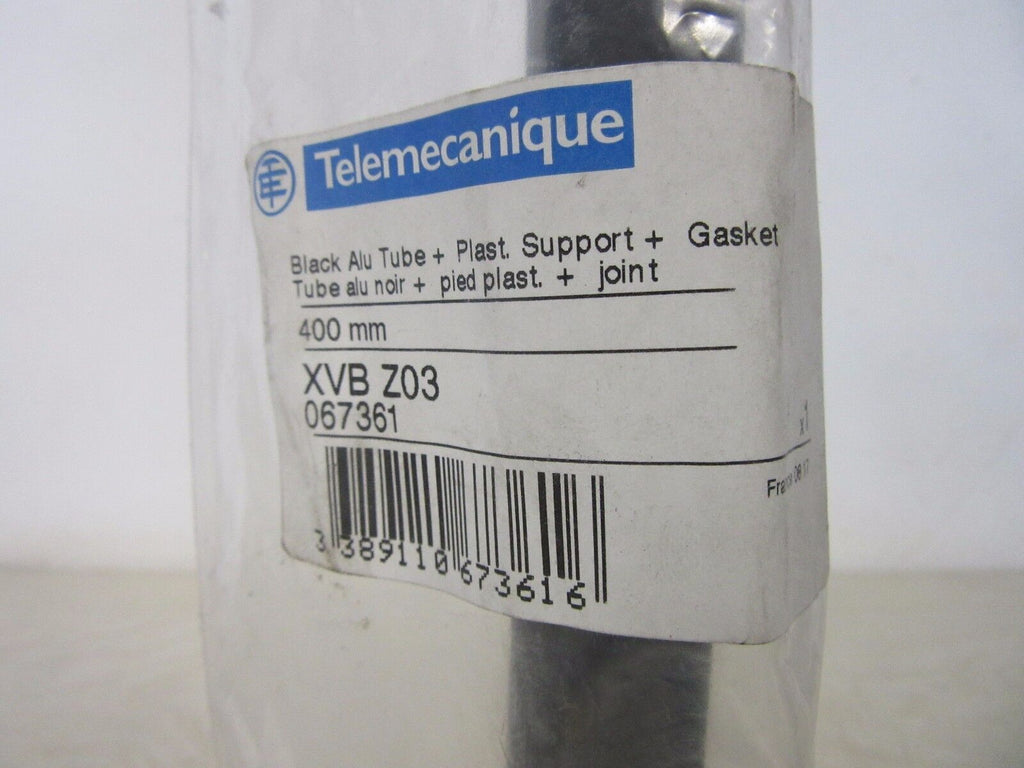 Telemecanique
Black Alu Tube + Plast. Support + Gasket
Tube alu noir + pied plast. + joint
400 mm
XVB Z03
067361
x1
3 389110 673616